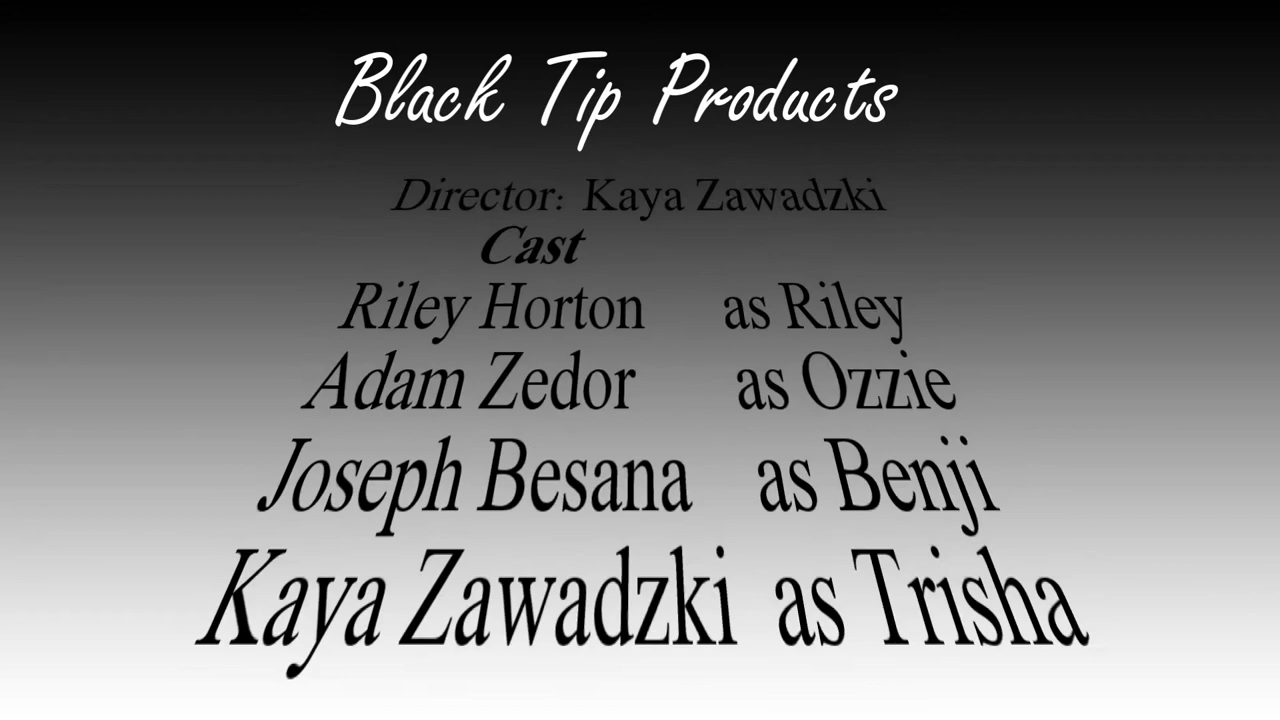 Black Tip Products
Director: Kaya Zawadzki
Cast
Riley Horton as Riley
Adam Zedor as Ozzie
Joseph Besana as Benji
Kaya Zawadzki as Trisha